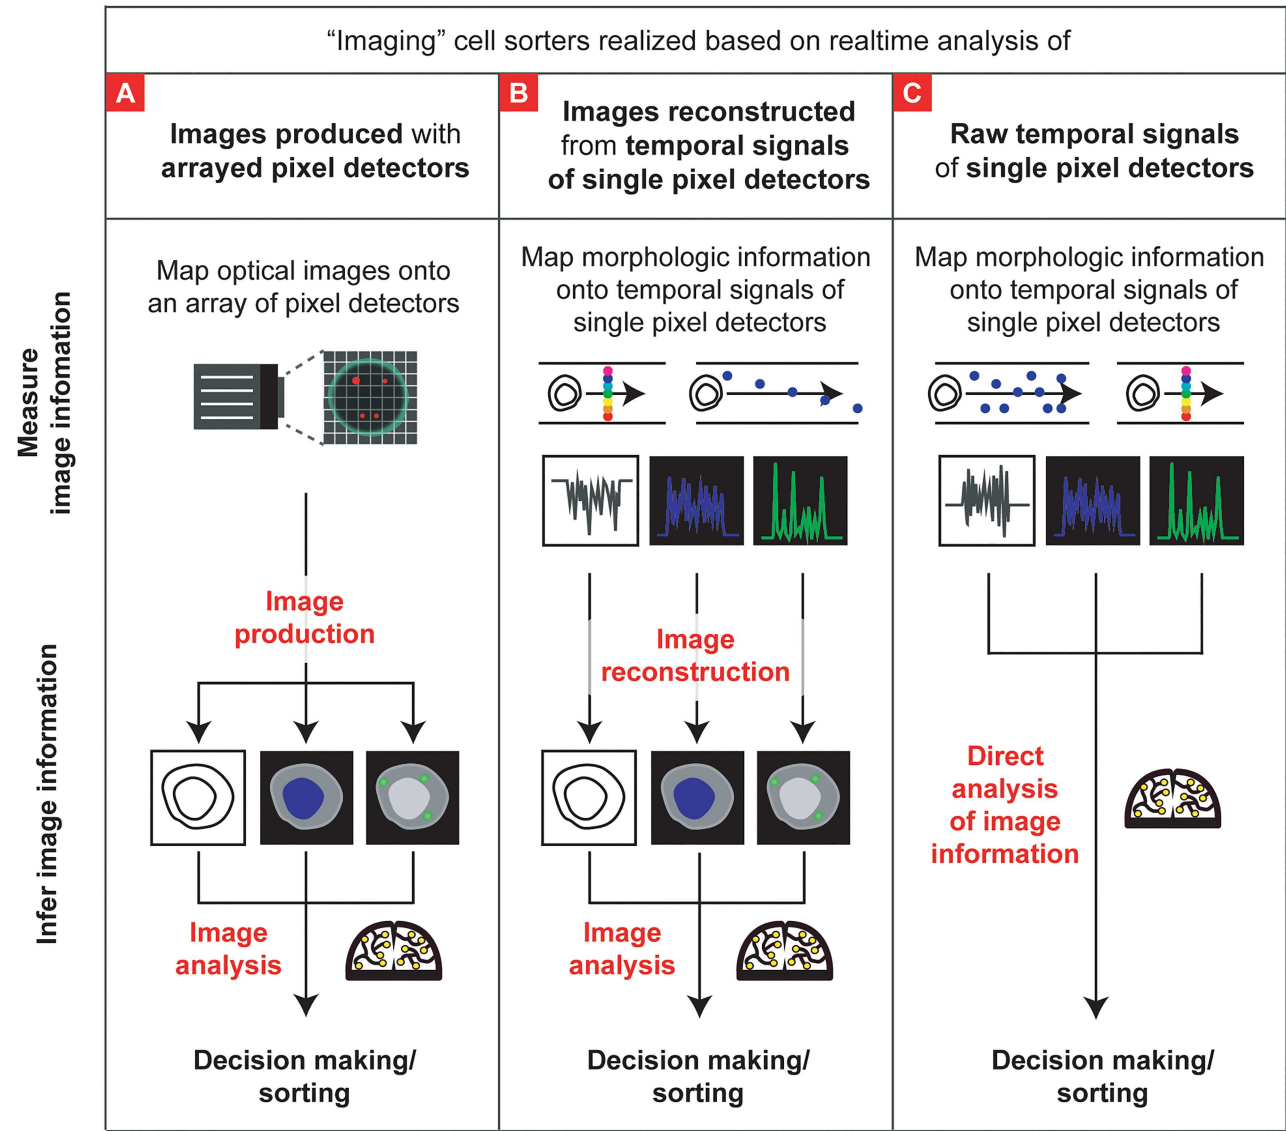 “Imaging” cell sorters realized based on realtime analysis of
A
Images produced with
arrayed pixel detectors
B
Images reconstructed
from temporal signals
of single pixel detectors
C
Raw temporal signals
of single pixel detectors
Measure
image infomation
Map optical images onto
an array of pixel detectors
Map morphologic information
onto temporal signals of
single pixel detectors
Map morphologic information
onto temporal signals of
single pixel detectors
Infer image information
Image
production
Image
reconstruction
Direct
analysis
of image
information
Image
analysis
Image
analysis
Decision making/
sorting
Decision making/
sorting
Decision making/
sorting